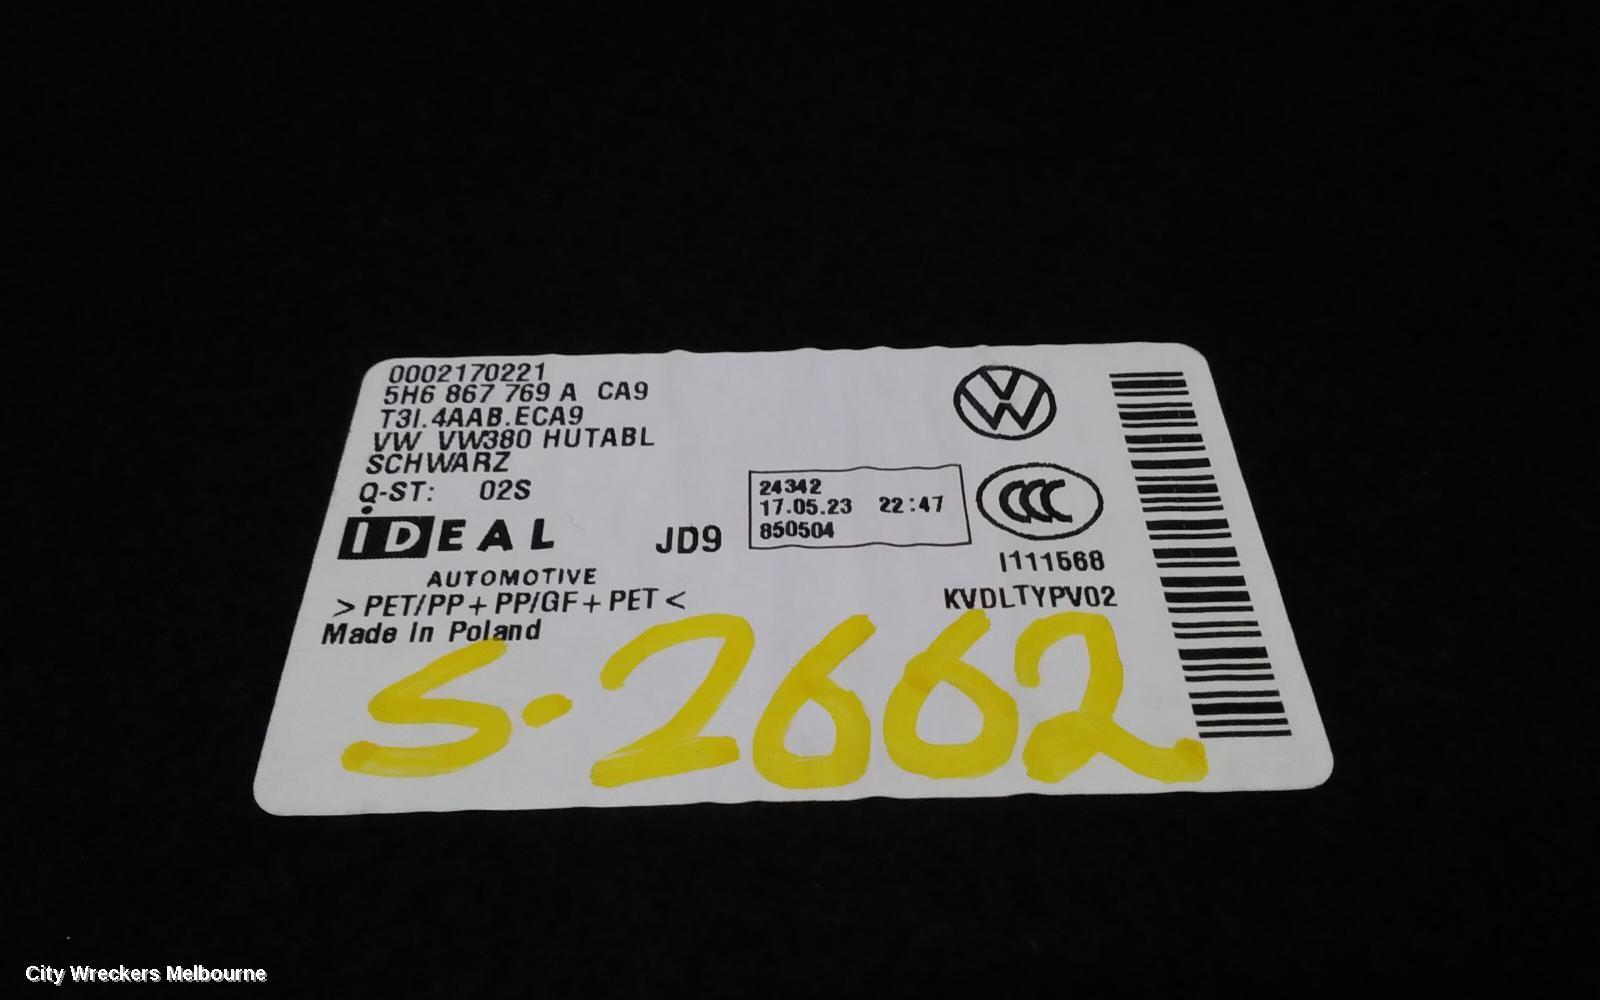 0002170221
5H6 867 769 A CA9
T3I.4AAB.ECA9
VW VW380 HUTABL
SCHWARZ
Q-ST: 02S
IDEAL
AUTOMOTIVE
JD9
24342
17.05.23 22:47
850504
CCC
I111568
KVDLTYPV02
>PET/PP+PP/GF+PET<
Made in Poland
S-2662
City Wreckers Melbourne